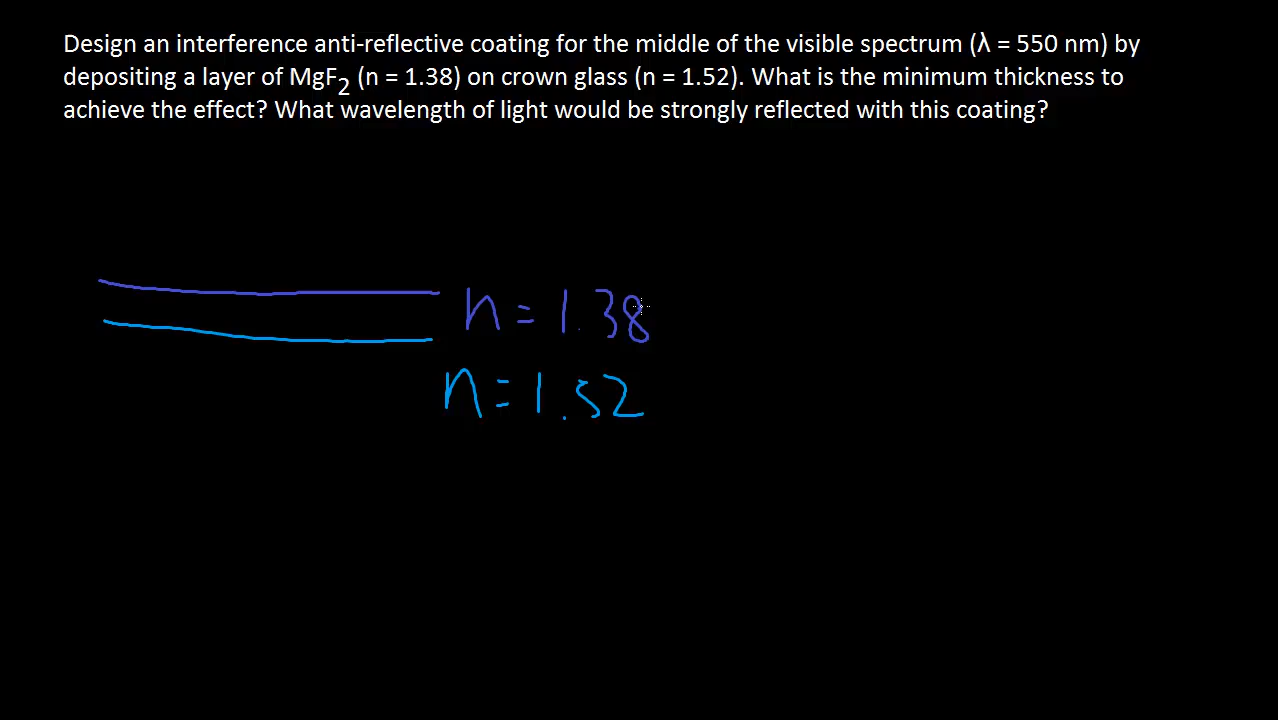 Design an interference anti-reflective coating for the middle of the visible spectrum (λ = 550 nm) by
depositing a layer of MgF₂ (n = 1.38) on crown glass (n = 1.52). What is the minimum thickness to
achieve the effect? What wavelength of light would be strongly reflected with this coating?
n = 1.38
n = 1.52